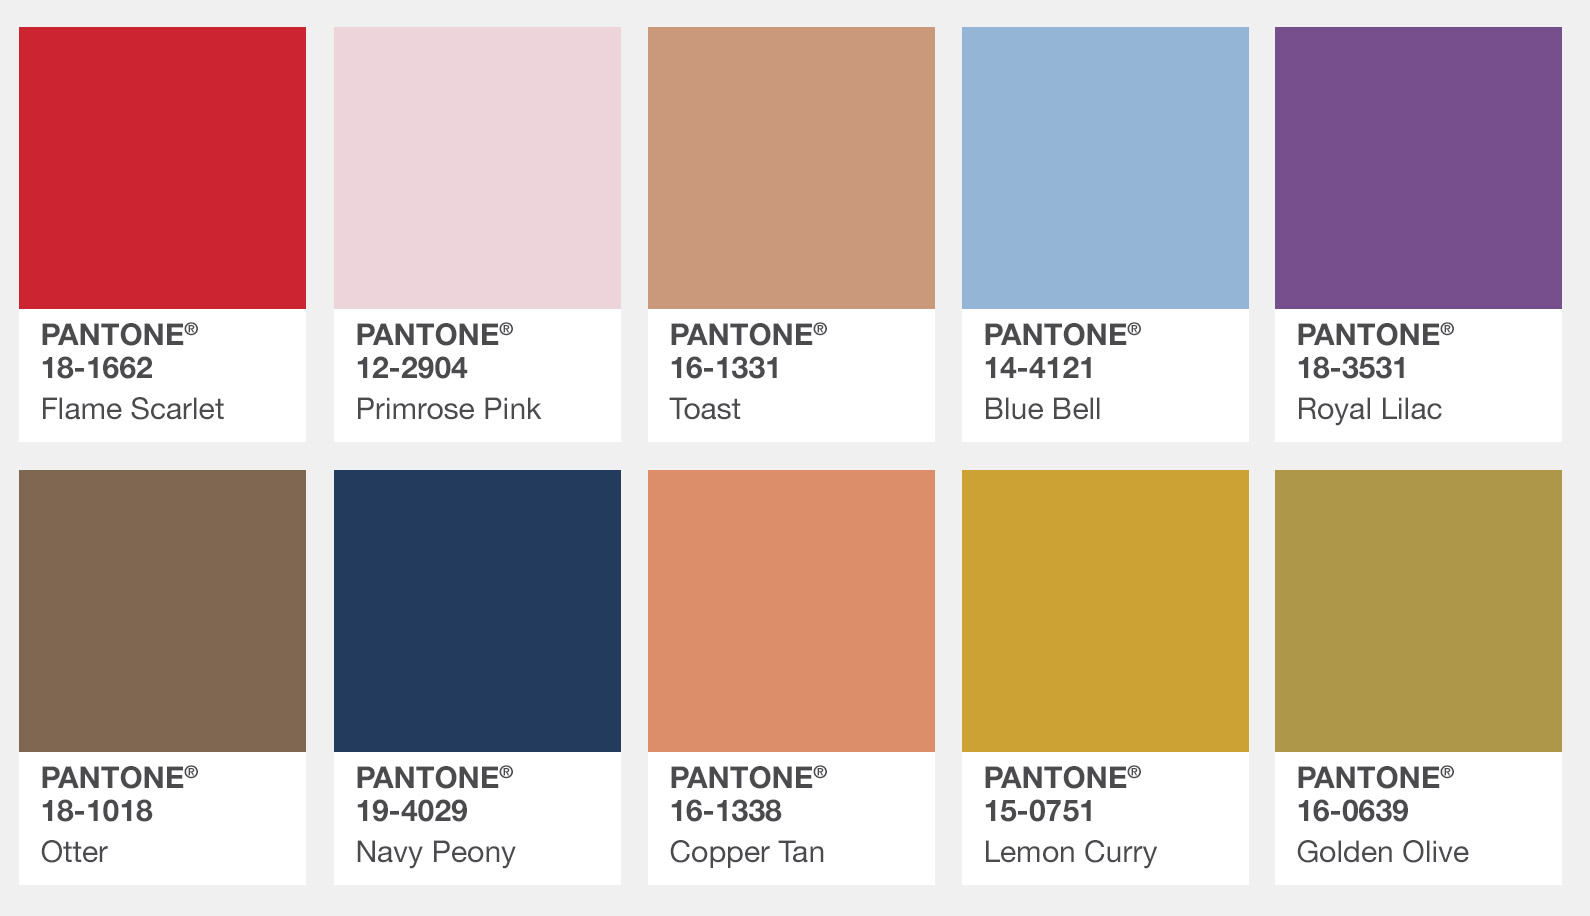 PANTONE®
18-1662
Flame Scarlet
PANTONE®
12-2904
Primrose Pink
PANTONE®
16-1331
Toast
PANTONE®
14-4121
Blue Bell
PANTONE®
18-3531
Royal Lilac
PANTONE®
18-1018
Otter
PANTONE®
19-4029
Navy Peony
PANTONE®
16-1338
Copper Tan
PANTONE®
15-0751
Lemon Curry
PANTONE®
16-0639
Golden Olive